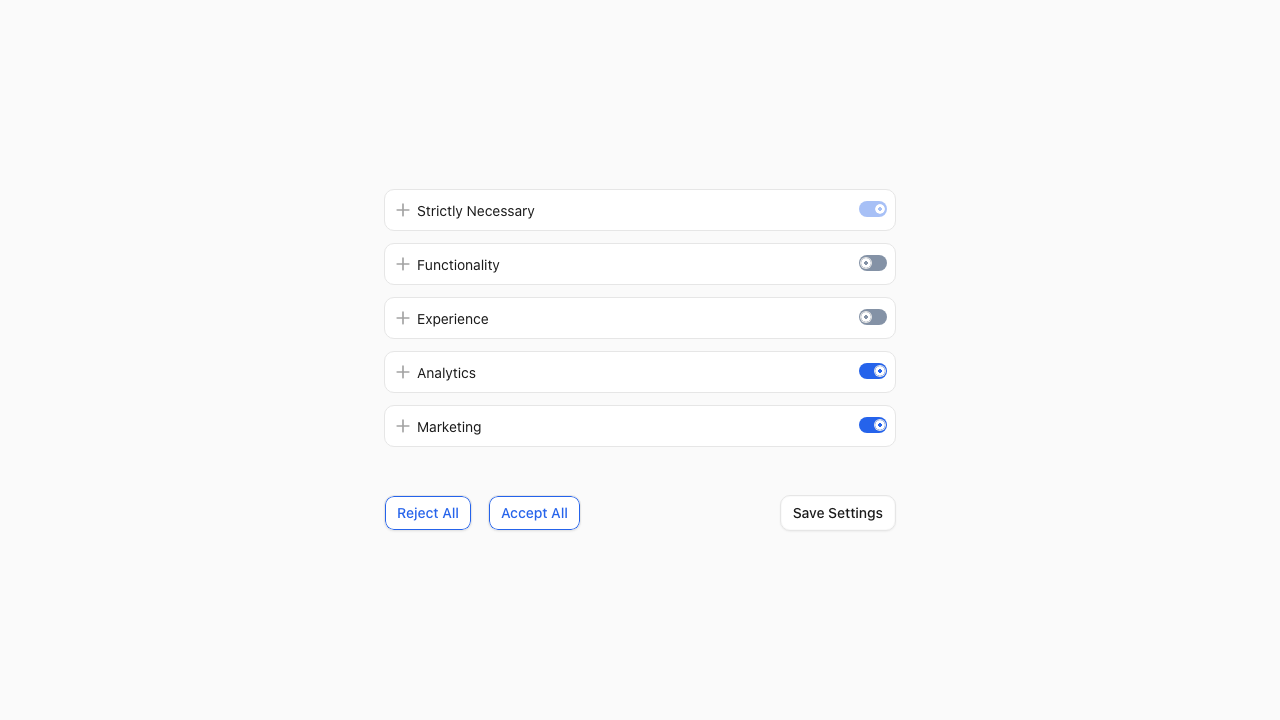 Strictly Necessary
Functionality
Experience
Analytics
Marketing
Reject All
Accept All
Save Settings